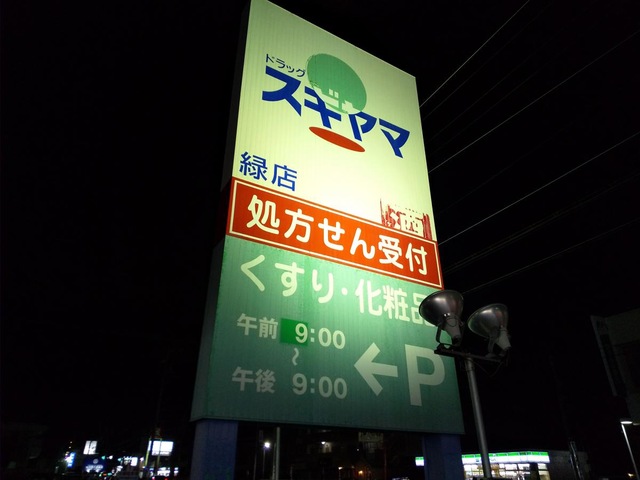 ドラッグ
スギヤマ
緑店
処方せん受付
くすり・化粧品
午前 9:00
～
午後 9:00
←P